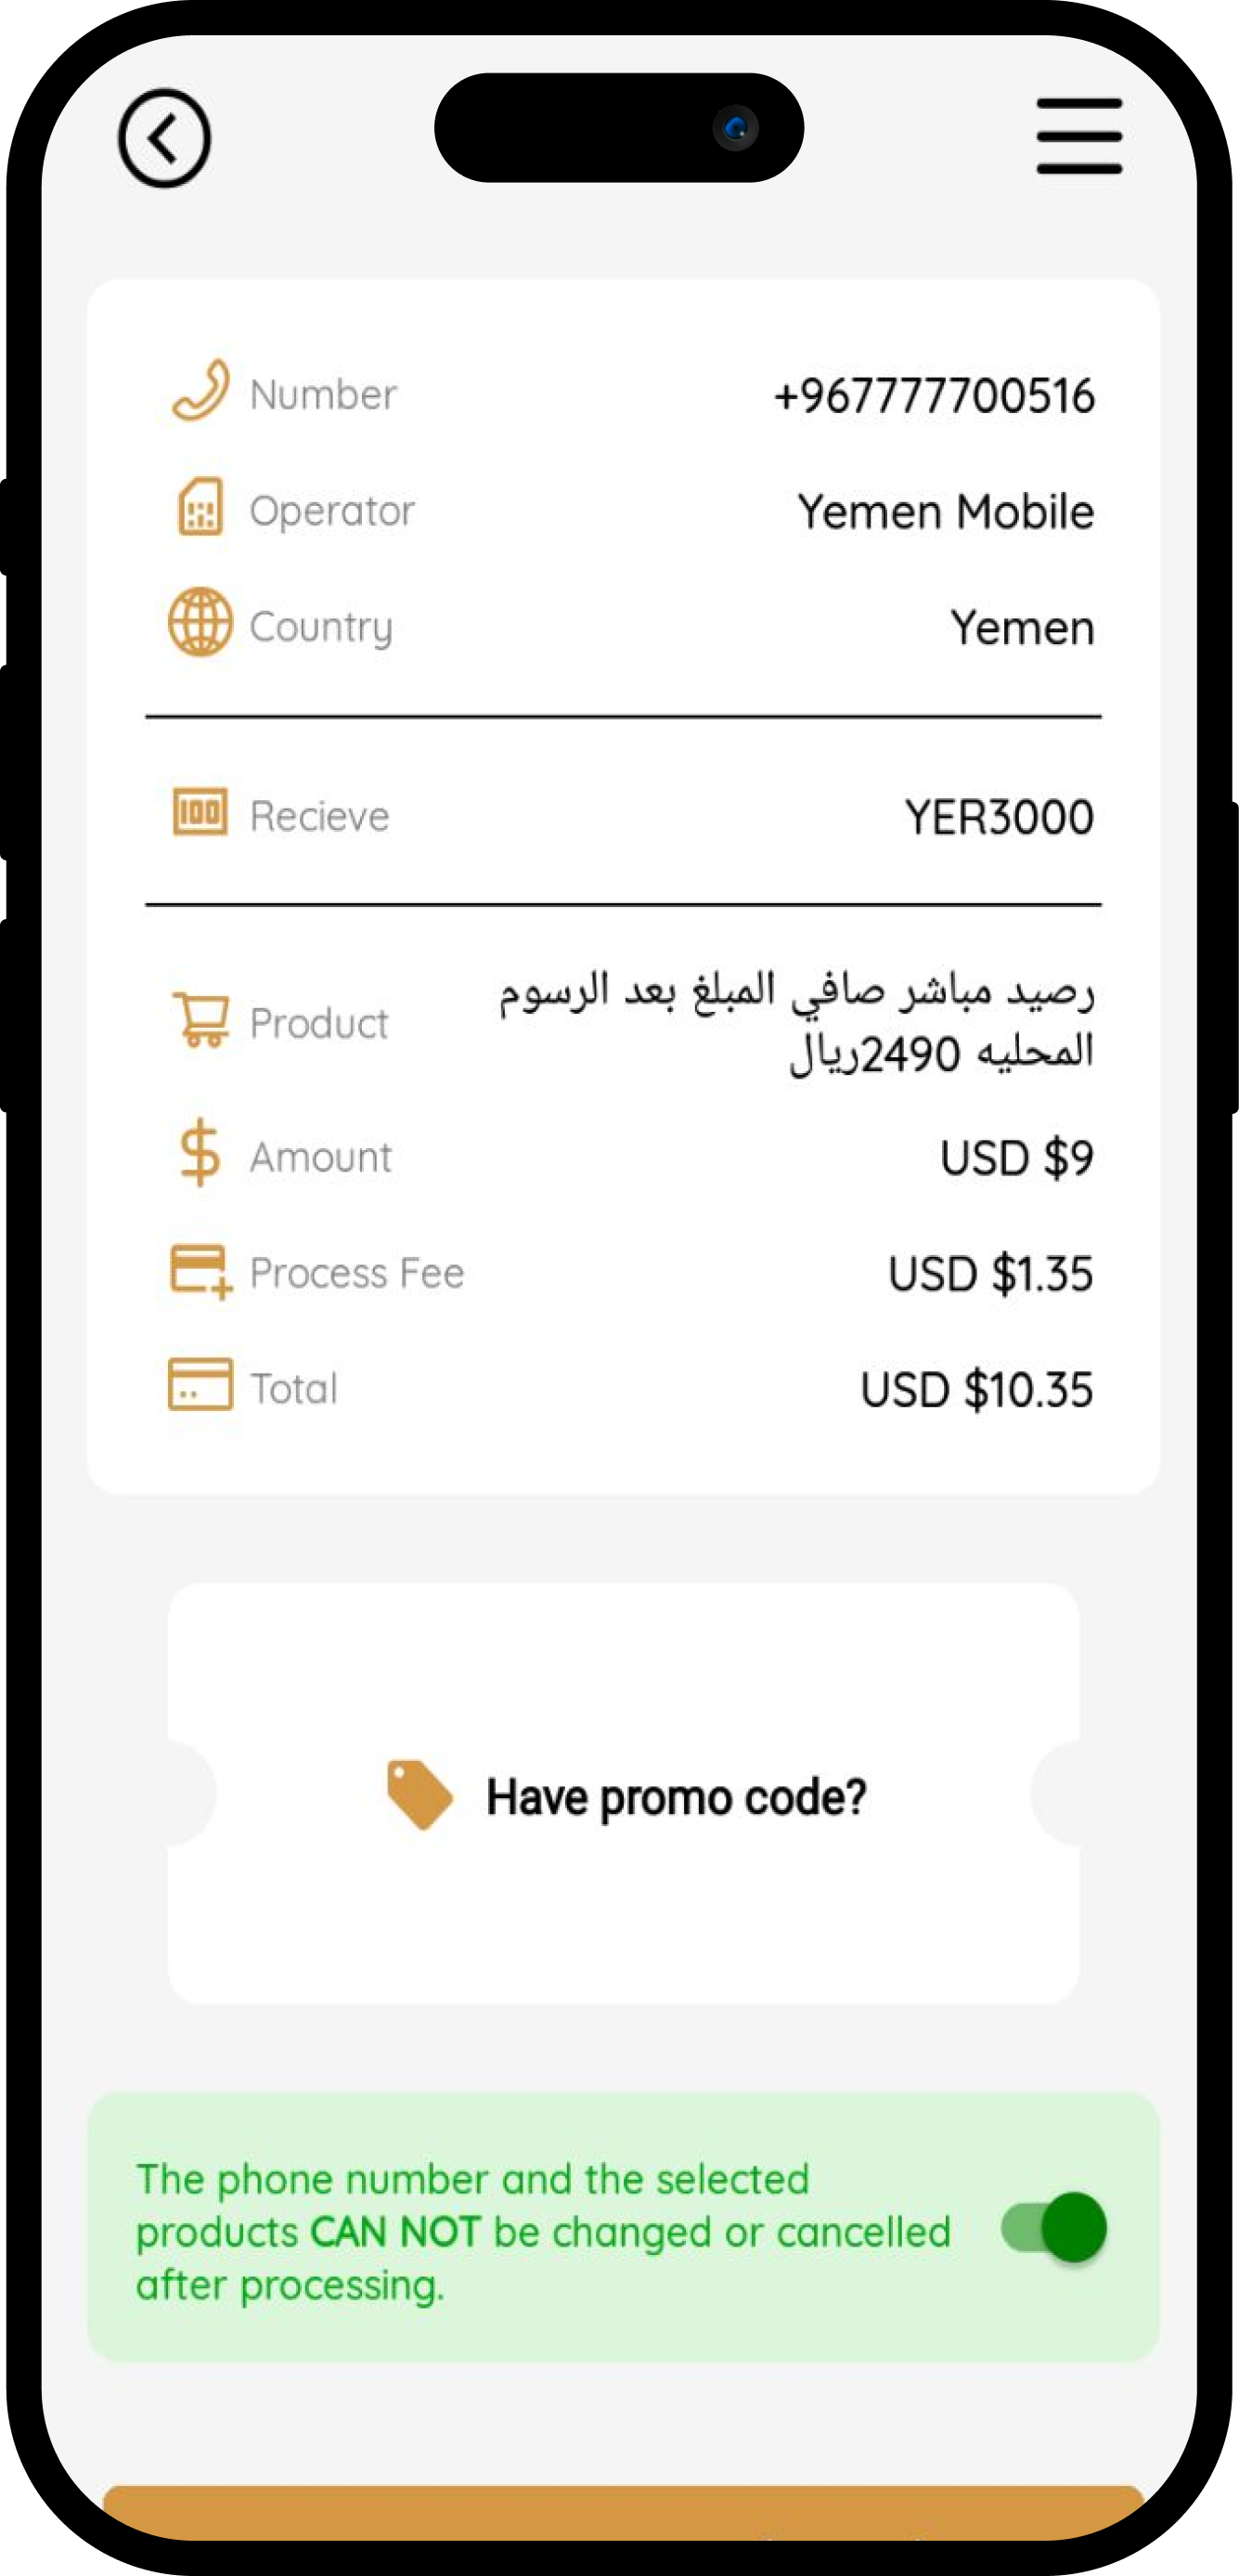 Number +967777700516
Operator Yemen Mobile
Country Yemen
100 Recieve YER3000
رصيد مباشر صافي المبلغ بعد الرسوم
Product المحليه 2490ريال
$ Amount USD $9
Process Fee USD $1.35
Total USD $10.35
Have promo code?
The phone number and the selected
products CAN NOT be changed or cancelled
after processing.